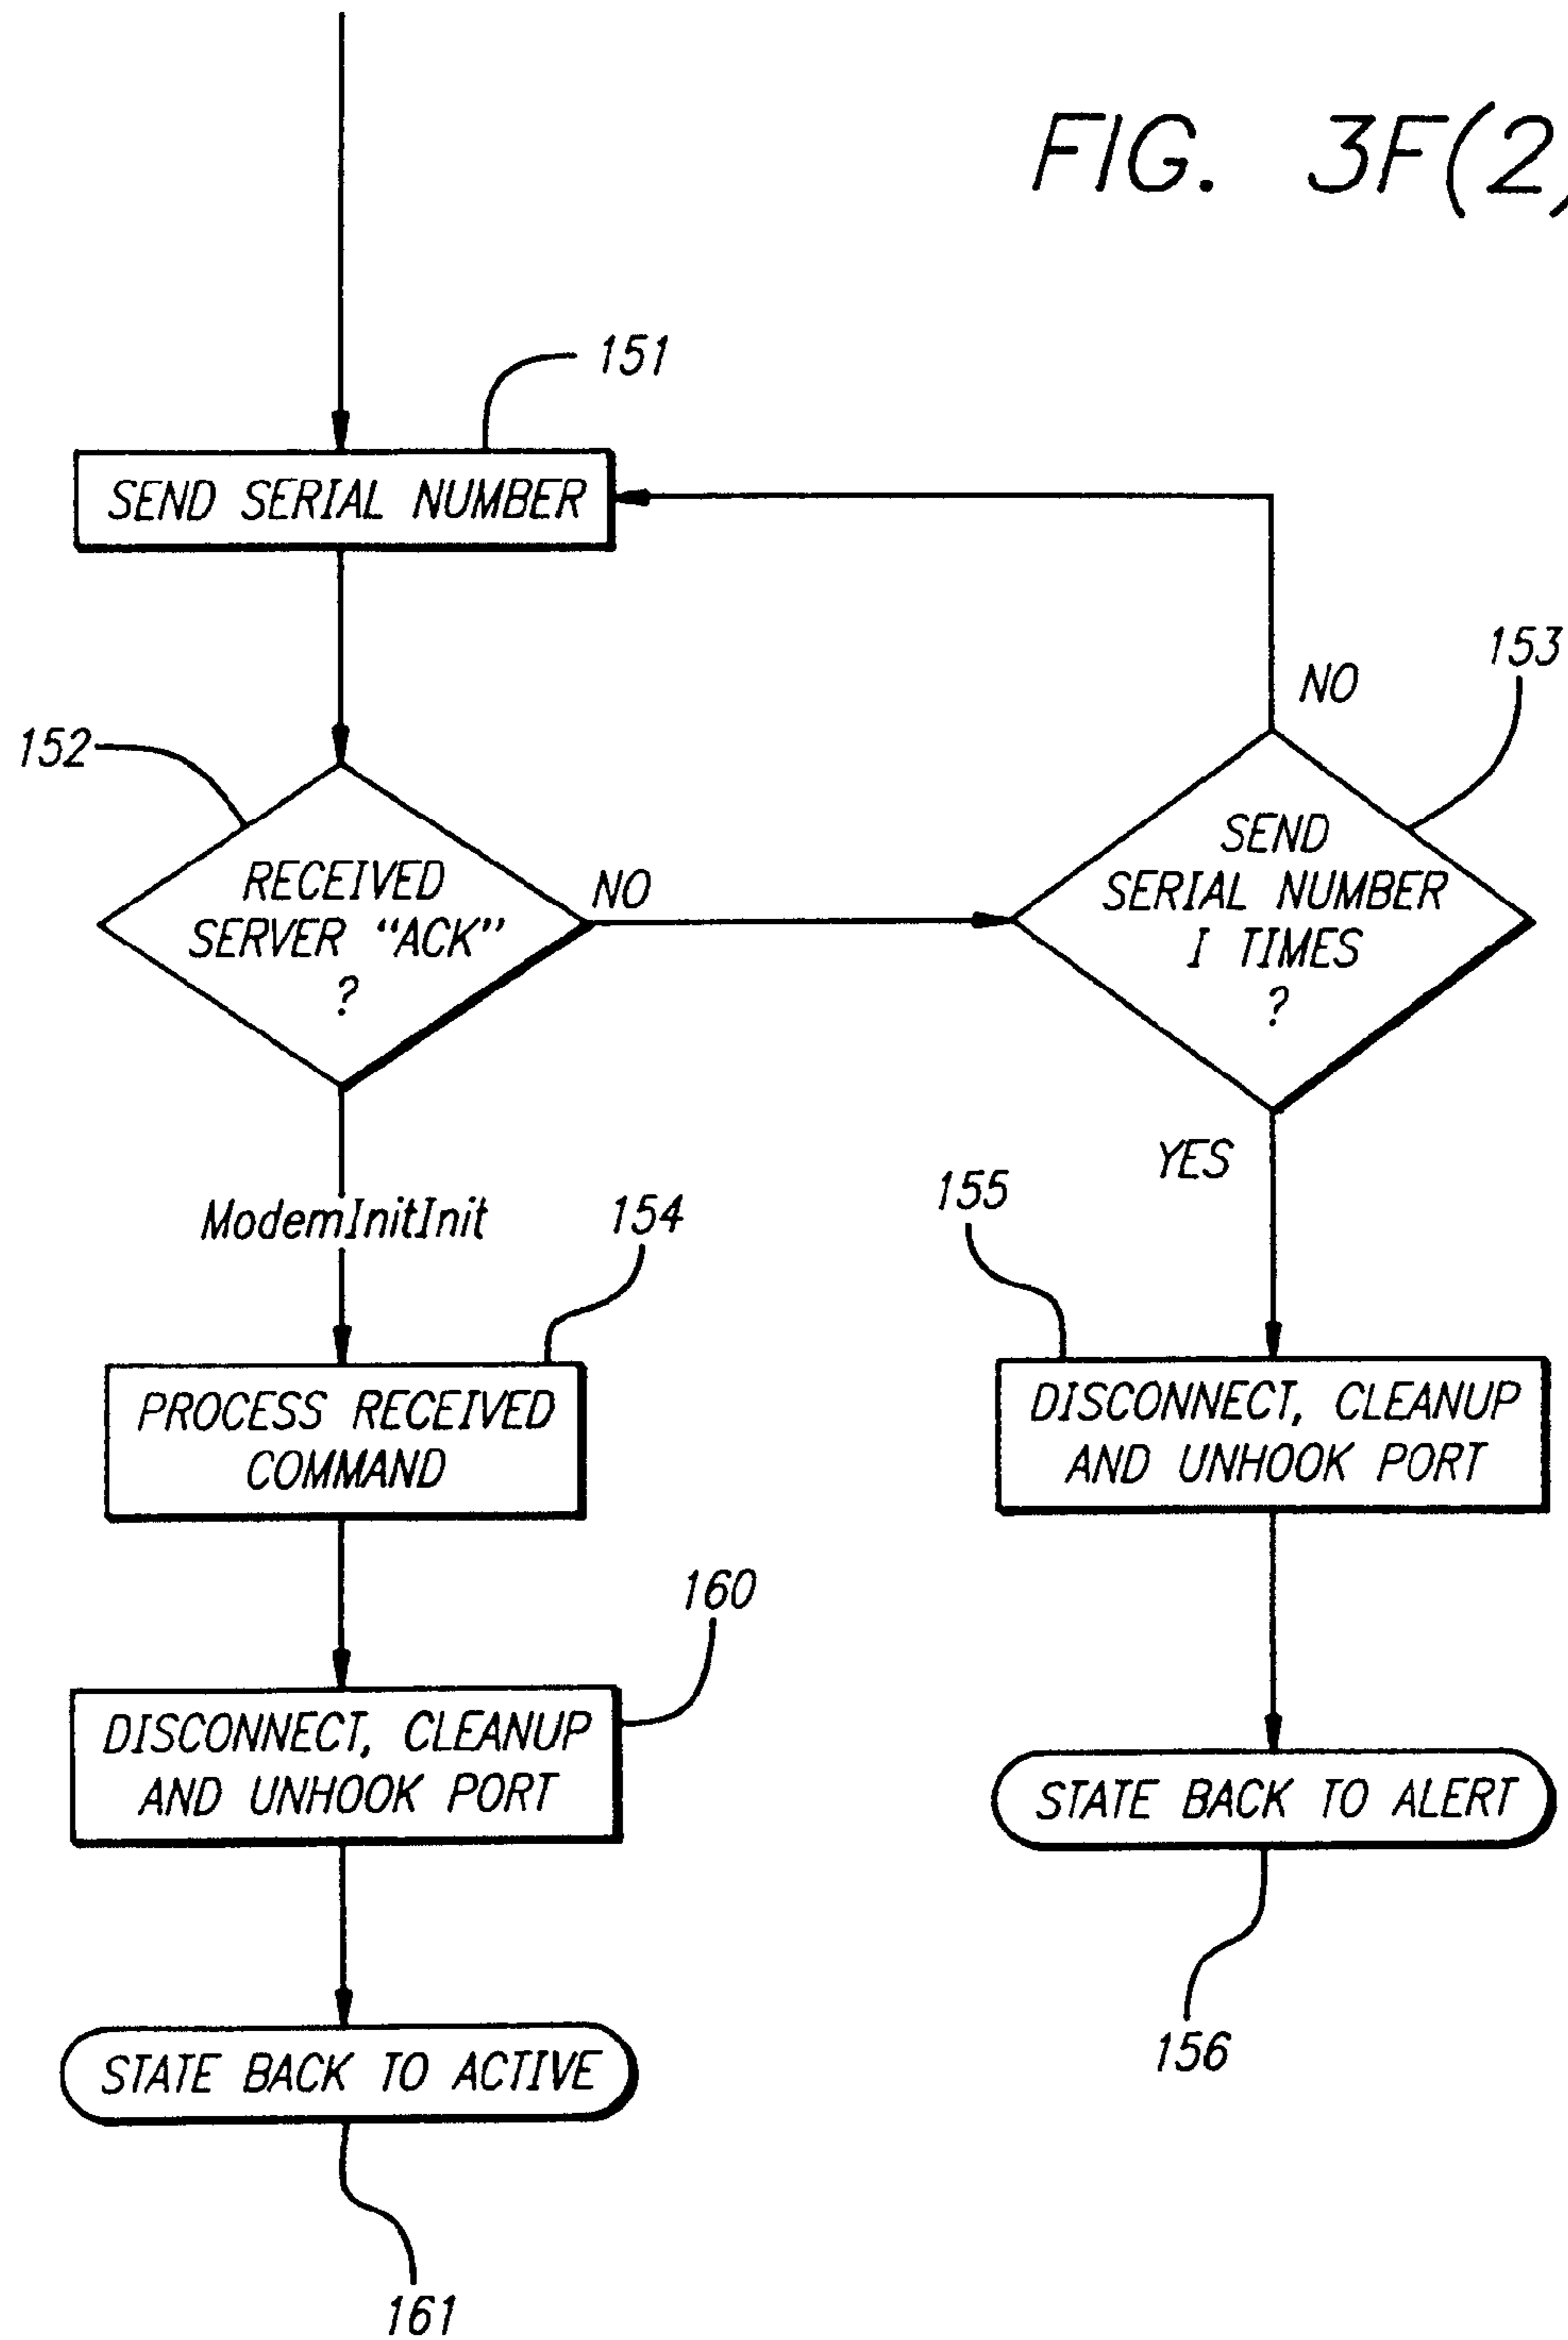 FIG. 3F(2)
151
SEND SERIAL NUMBER
153
NO
152
RECEIVED
SERVER "ACK"
?
NO
SEND
SERIAL NUMBER
I TIMES
?
YES
155
ModemInitInit
154
PROCESS RECEIVED
COMMAND
DISCONNECT, CLEANUP
AND UNHOOK PORT
160
DISCONNECT, CLEANUP
AND UNHOOK PORT
STATE BACK TO ALERT
156
STATE BACK TO ACTIVE
161